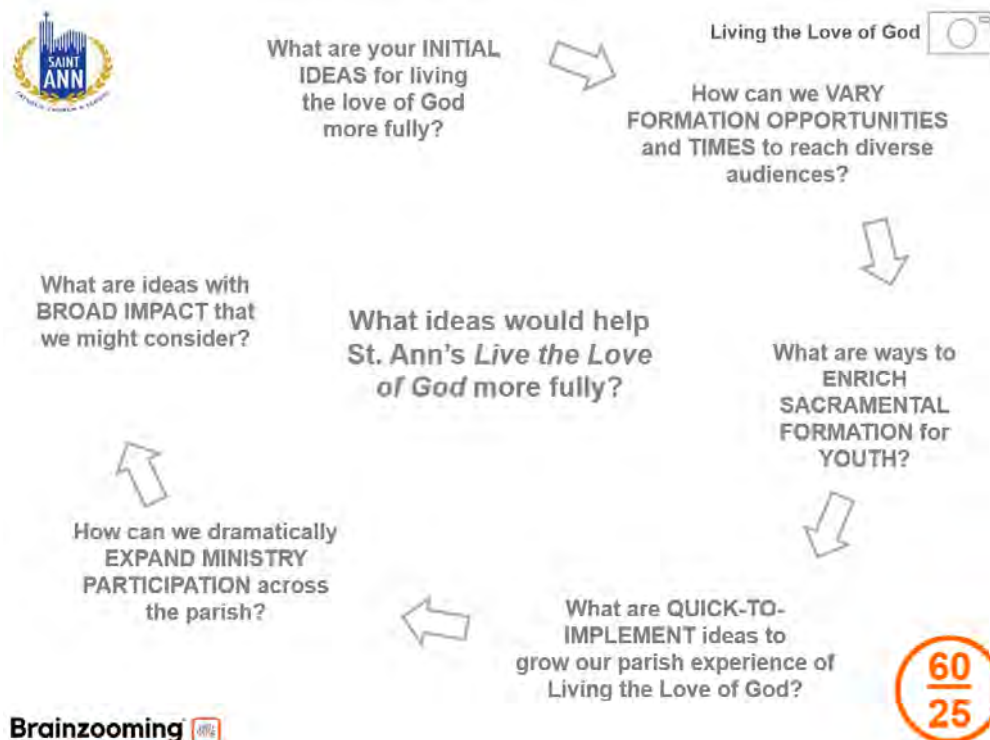 SAINT
ANN
Living the Love of God
What are your INITIAL
IDEAS for living
the love of God
more fully?
How can we VARY
FORMATION OPPORTUNITIES
and TIMES to reach diverse
audiences?
What are ways to
ENRICH
SACRAMENTAL
FORMATION for
YOUTH?
What are QUICK-TO-
IMPLEMENT ideas to
grow our parish experience of
Living the Love of God?
How can we dramatically
EXPAND MINISTRY
PARTICIPATION across
the parish?
What are ideas with
BROAD IMPACT that
we might consider?
What ideas would help
St. Ann's Live the Love
of God more fully?
60
25
Brainzooming